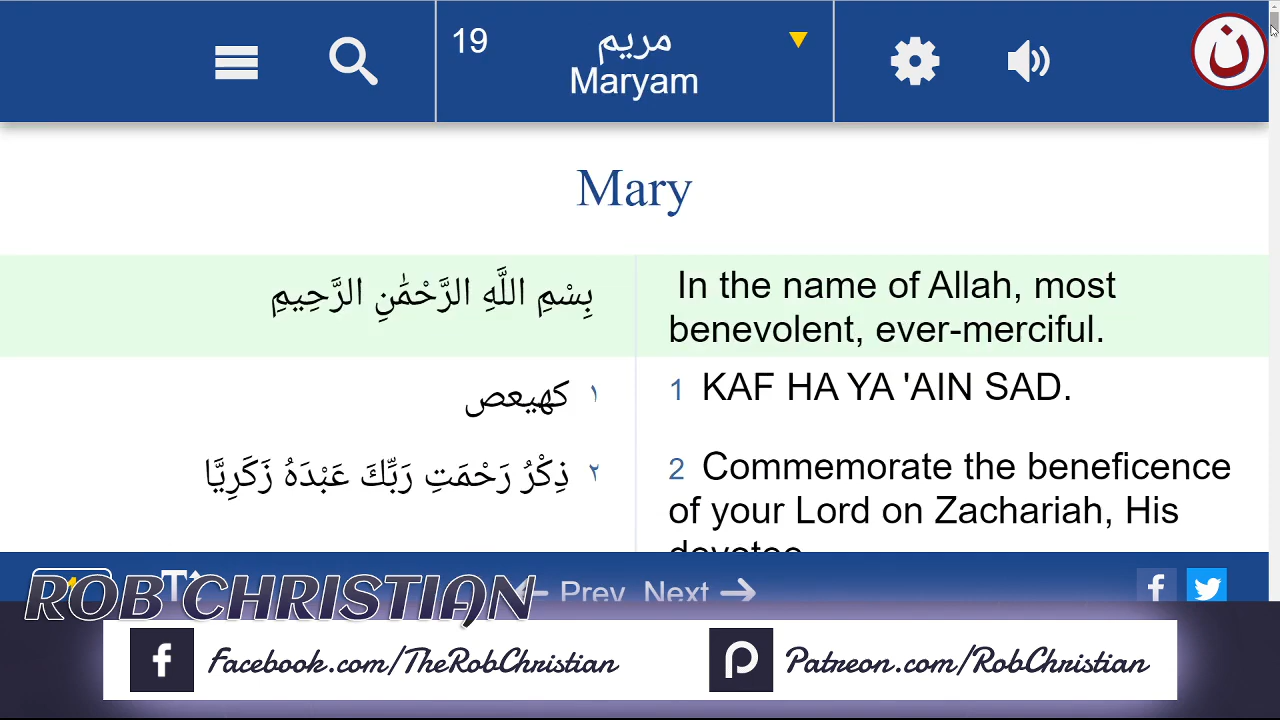 19
مريم
Maryam
ن
Mary
بِسْمِ اللَّهِ الرَّحْمَٰنِ الرَّحِيمِ
In the name of Allah, most
benevolent, ever-merciful.
١ كهيعص
1 KAF HA YA 'AIN SAD.
٢ ذِكْرُ رَحْمَتِ رَبِّكَ عَبْدَهُ زَكَرِيَّا
2 Commemorate the beneficence
of your Lord on Zachariah, His
Prev Next
ROB CHRISTIAN
Facebook.com/TheRobChristian
Patreon.com/RobChristian